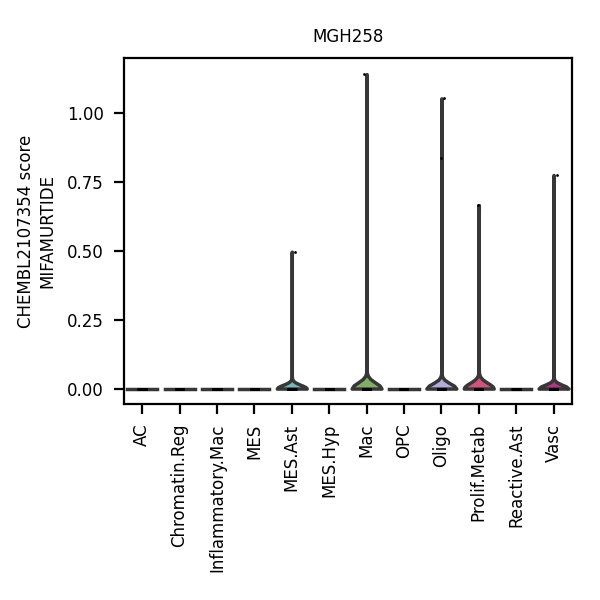 MGH258
CHEMBL2107354 score
MIFAMURTIDE
1.00
0.75
0.50
0.25
0.00
AC
Chromatin.Reg
Inflammatory.Mac
MES
MES.Ast
MES.Hyp
Mac
OPC
Oligo
Prolif.Metab
Reactive.Ast
Vasc